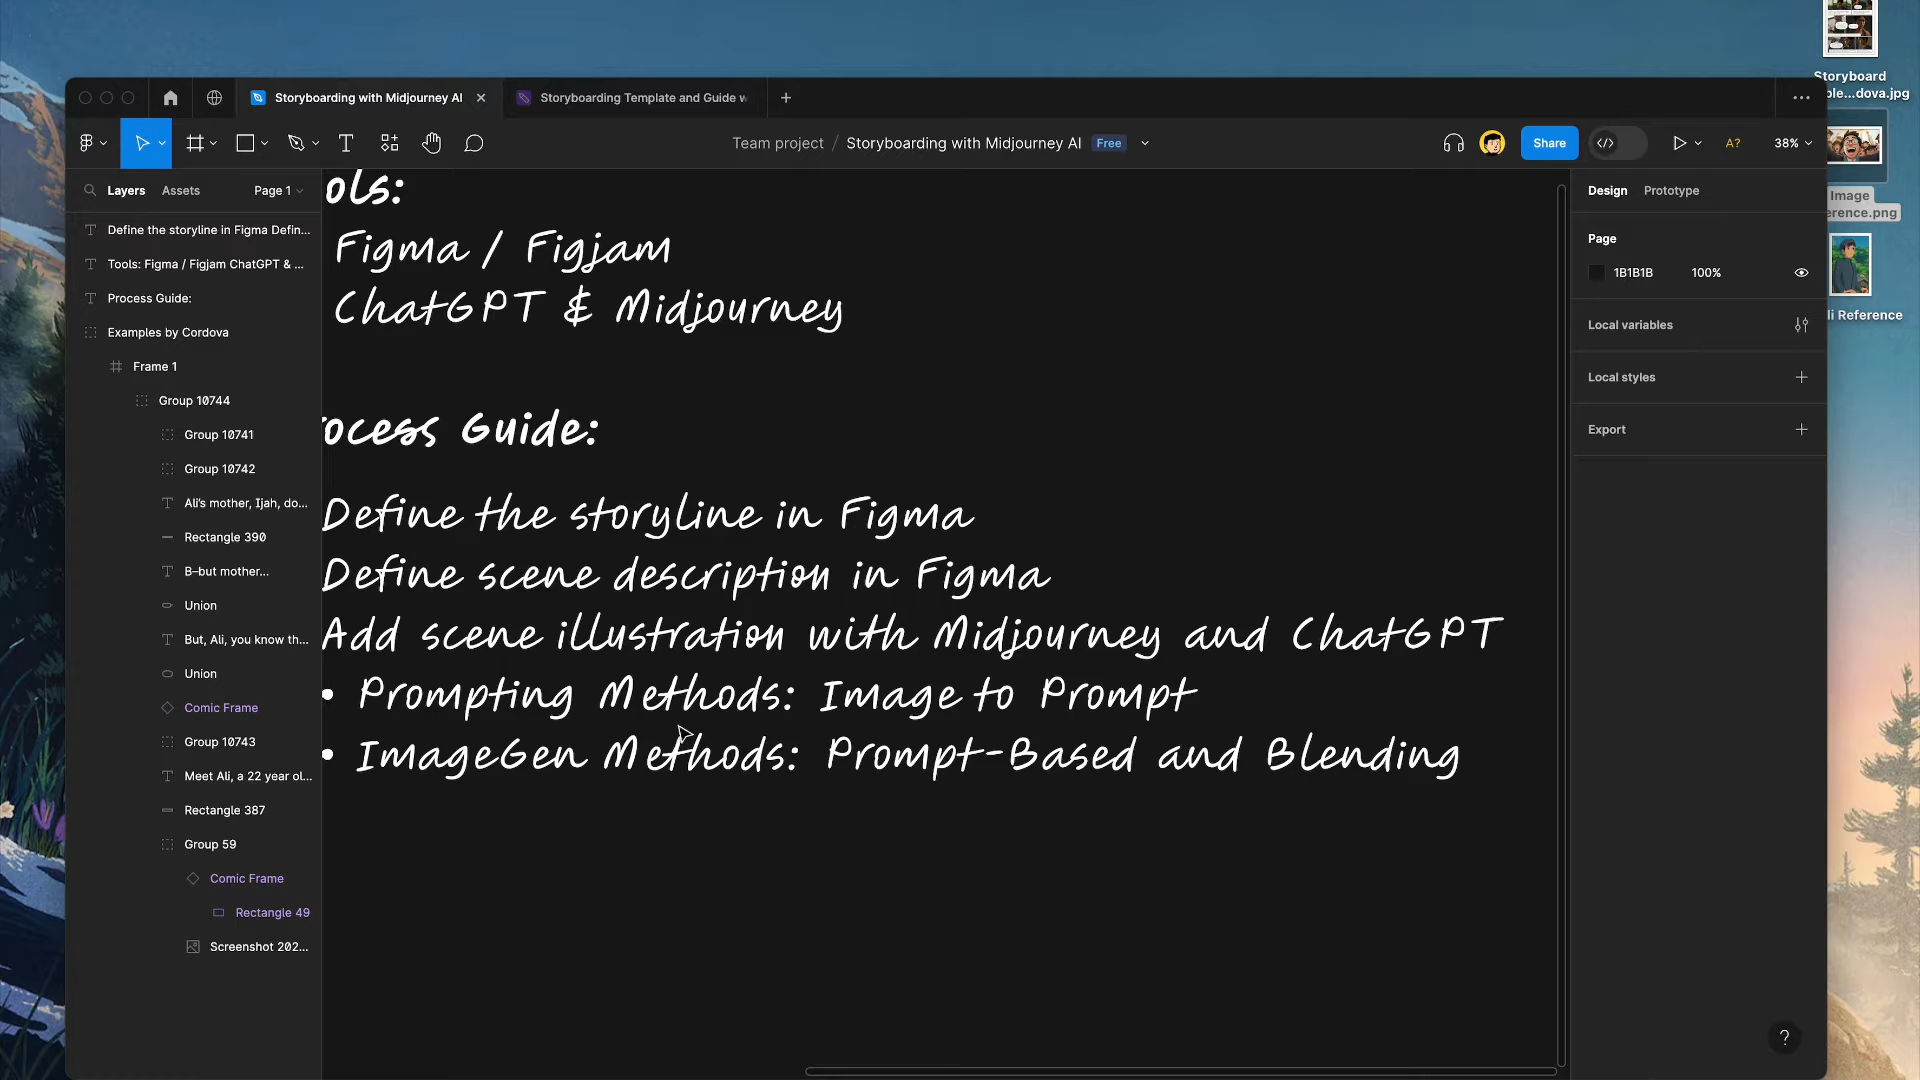 Storyboard
ble...dova.jpg
Storyboarding with Midjourney AI
Storyboarding Template and Guide w
Team project / Storyboarding with Midjourney AI Free
Share
A?
38%
Image
erence.png
li Reference
Layers Assets Page 1
Define the storyline in Figma Defin...
Tools: Figma / Figjam ChatGPT & ...
Process Guide:
Examples by Cordova
Frame 1
Group 10744
Group 10741
Group 10742
Ali's mother, Ijah, do...
Rectangle 390
B–but mother...
Union
But, Ali, you know th...
Union
Comic Frame
Group 10743
Meet Ali, a 22 year ol...
Rectangle 387
Group 59
Comic Frame
Rectangle 49
Screenshot 202...
ols:
Figma / Figjam
ChatGPT & Midjourney
ocess Guide:
Define the storyline in Figma
Define scene description in Figma
Add scene illustration with Midjourney and ChatGPT
• Prompting Methods: Image to Prompt
• ImageGen Methods: Prompt-Based and Blending
Design Prototype
Page
1B1B1B 100%
Local variables
Local styles
Export
?